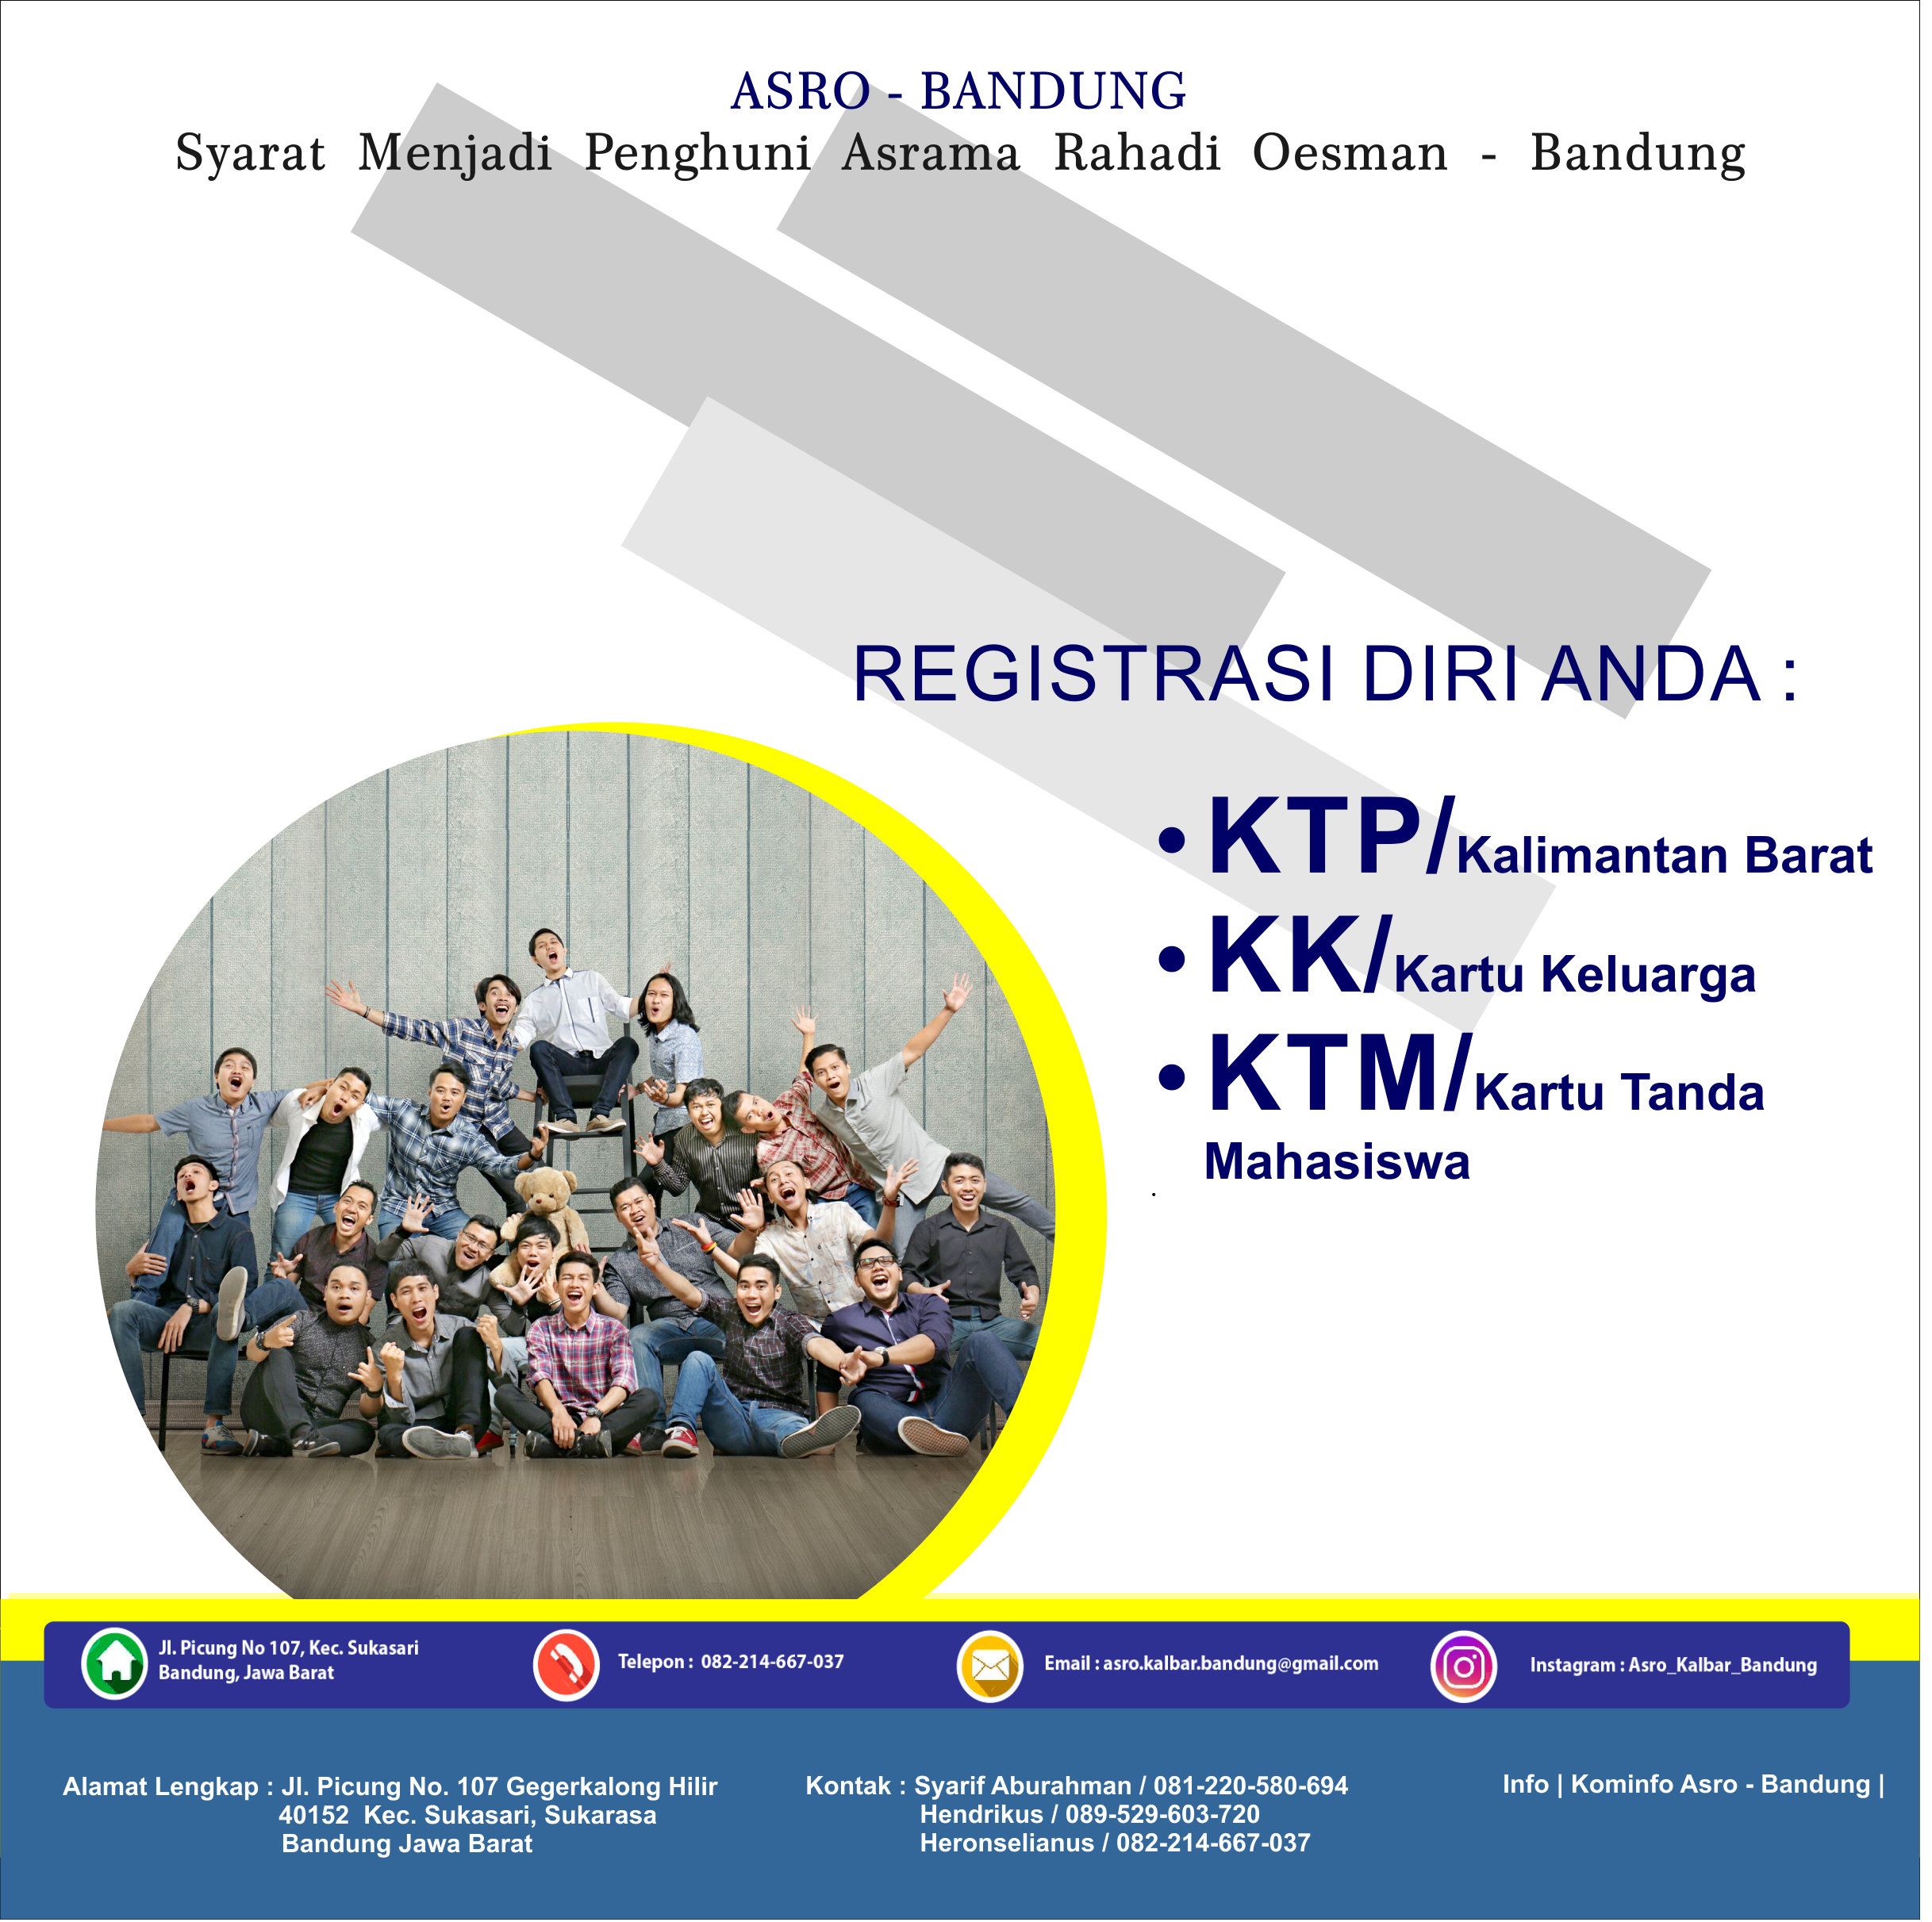 ASRO - BANDUNG
Syarat Menjadi Penghuni Asrama Rahadi Oesman - Bandung
REGISTRASI DIRI ANDA :
• KTP/Kalimantan Barat
• KK/Kartu Keluarga
• KTM/Kartu Tanda
Mahasiswa
.
Jl. Picung No 107, Kec. Sukasari
Bandung, Jawa Barat
Telepon : 082-214-667-037
Email : asro.kalbar.bandung@gmail.com
Instagram : Asro_Kalbar_Bandung
Alamat Lengkap : Jl. Picung No. 107 Gegerkalong Hilir
40152 Kec. Sukasari, Sukarasa
Bandung Jawa Barat
Kontak : Syarif Aburahman / 081-220-580-694
Hendrikus / 089-529-603-720
Heronselianus / 082-214-667-037
Info | Kominfo Asro - Bandung |